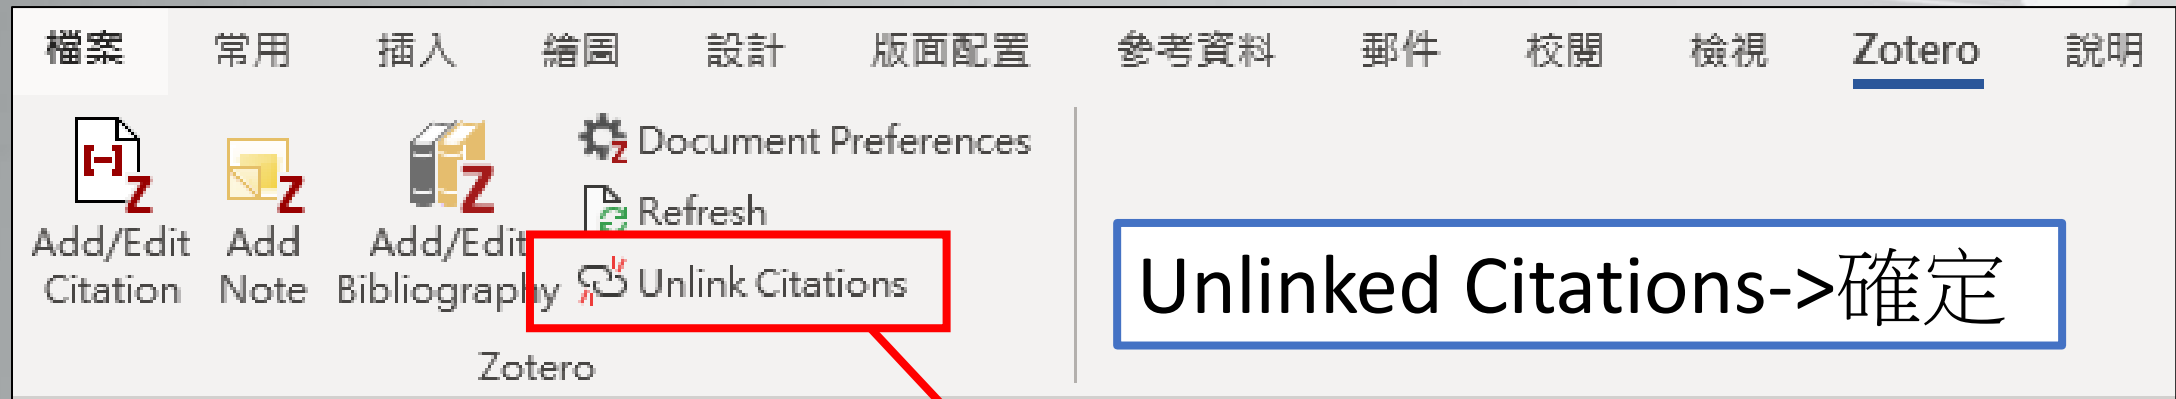 檔案 常用 插入 繪圖 設計 版面配置 參考資料 郵件 校閱 檢視 Zotero 說明
Add/Edit Citation
Add Note
Add/Edit Bibliography
Document Preferences
Refresh
Unlink Citations
Zotero
Unlinked Citations->確定